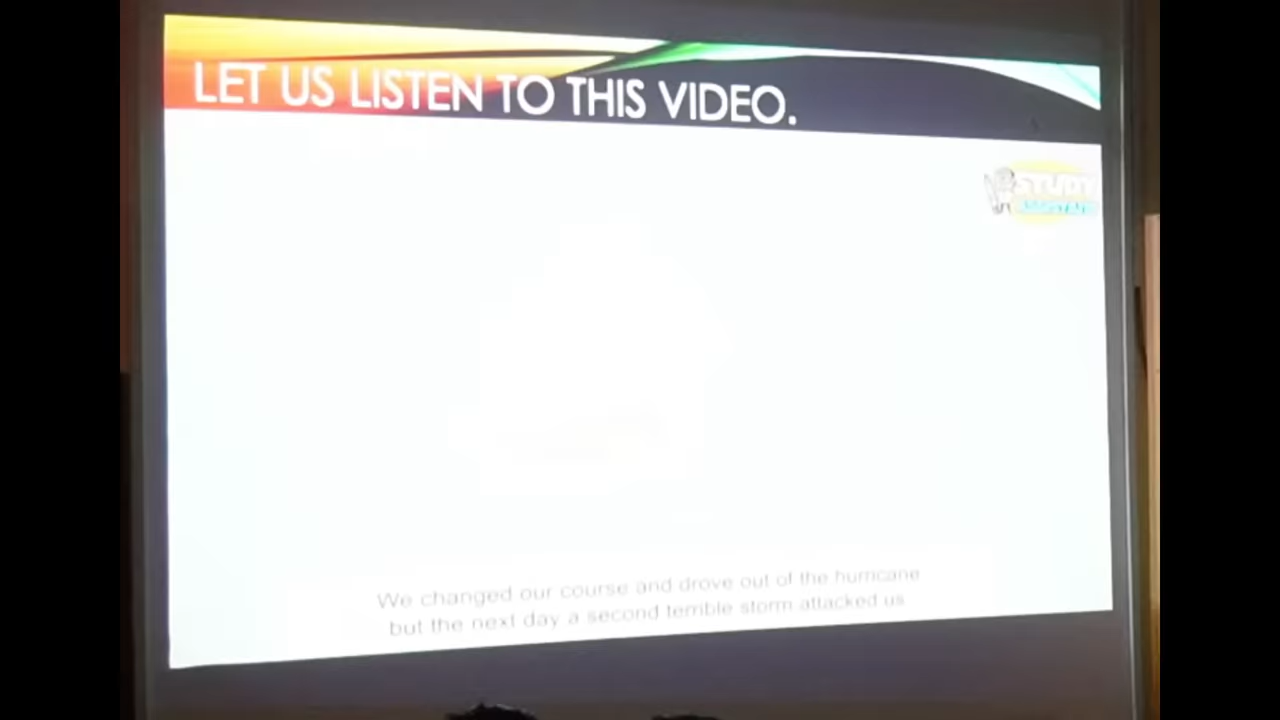 LET US LISTEN TO THIS VIDEO.
STUDY
We changed our course and drove out of the hurricane
but the next day a second terrible storm attacked us.